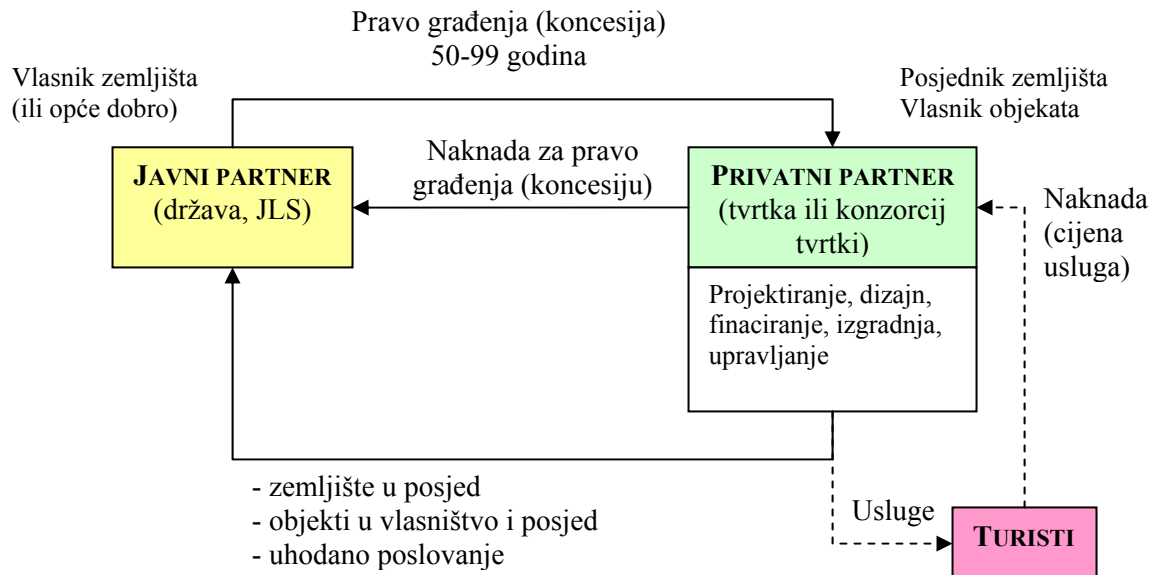 Pravo građenja (koncesija)
50-99 godina
Vlasnik zemljišta
(ili opće dobro)
Posjednik zemljišta
Vlasnik objekata
JAVNI PARTNER
(država, JLS)
Naknada za pravo
građenja (koncesiju)
PRIVATNI PARTNER
(tvrtka ili konzorcij
tvrtki)
Naknada
(cijena
usluga)
Projektiranje, dizajn,
finaciranje, izgradnja,
upravljanje
- zemljište u posjed
- objekti u vlasništvo i posjed
- uhodano poslovanje
Usluge
TURISTI